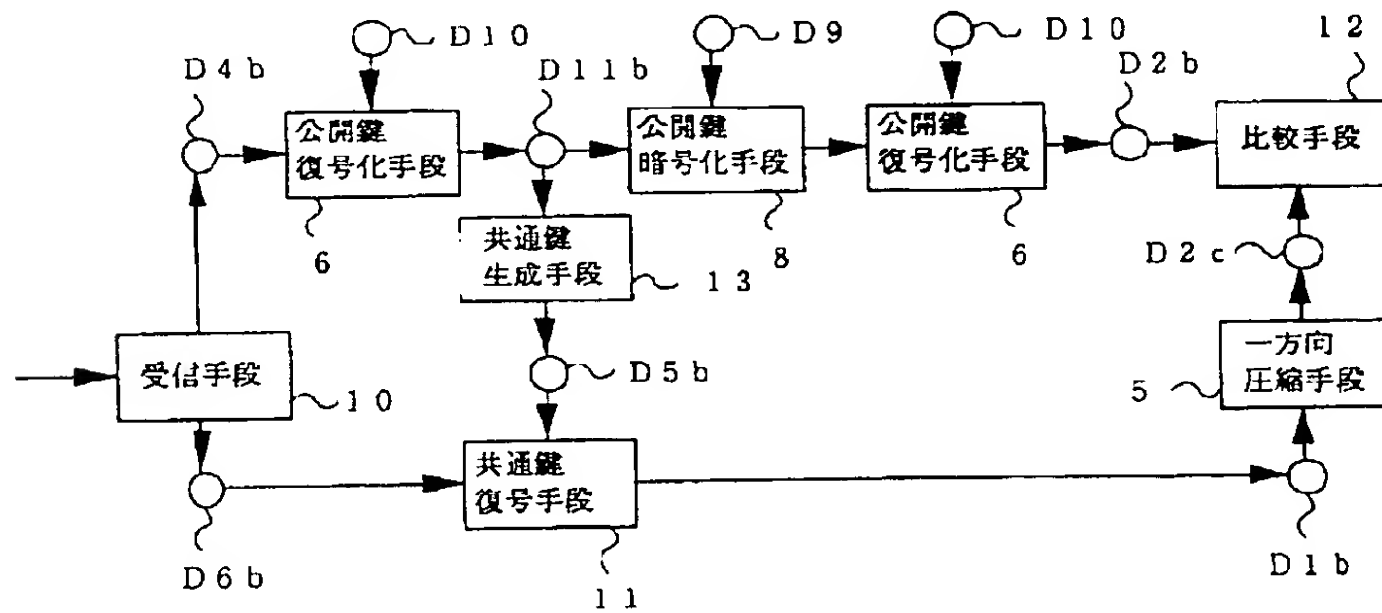 D10
D9
D10
12
D4b
D11b
D2b
公開鍵
復号化手段
公開鍵
暗号化手段
公開鍵
復号化手段
比較手段
6
8
6
共通鍵
生成手段
13
D2c
受信手段
10
D5b
一方向
圧縮手段
5
共通鍵
復号手段
D6b
11
D1b